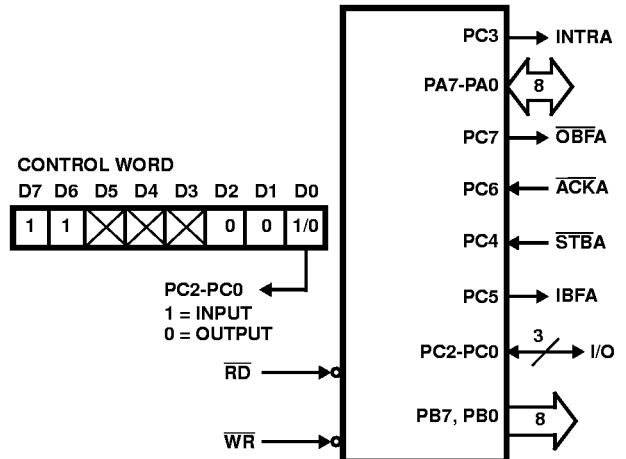 PC3 INTRA
PA7-PA0 8
PC7 OBFA
CONTROL WORD
D7 D6 D5 D4 D3 D2 D1 D0
PC6 ACKA
1 1 0 0 1/0
PC4 STBA
PC2-PC0
1 = INPUT
0 = OUTPUT
PC5 IBFA
PC2-PC0 3 I/O
RD
PB7, PB0 8
WR